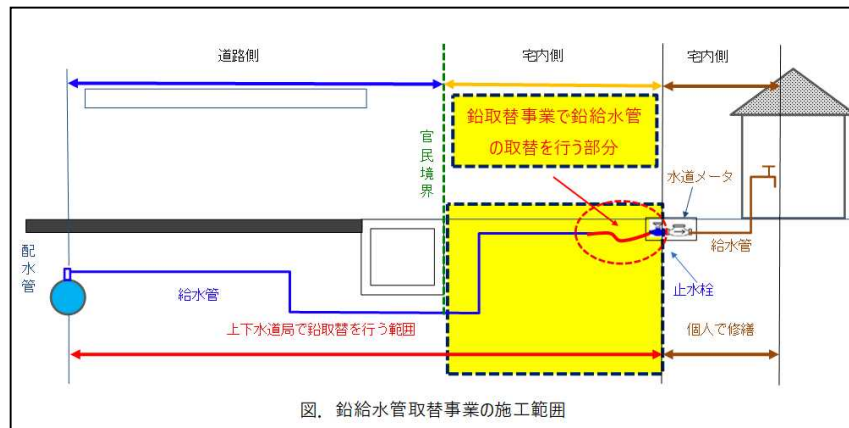 道路側
宅内側
宅内側
鉛取替事業で鉛給水管
の取替を行う部分
官民境界
水道メータ
配水管
給水管
給水管
止水栓
上下水道局で鉛取替を行う範囲
個人で修繕
図．鉛給水管取替事業の施工範囲